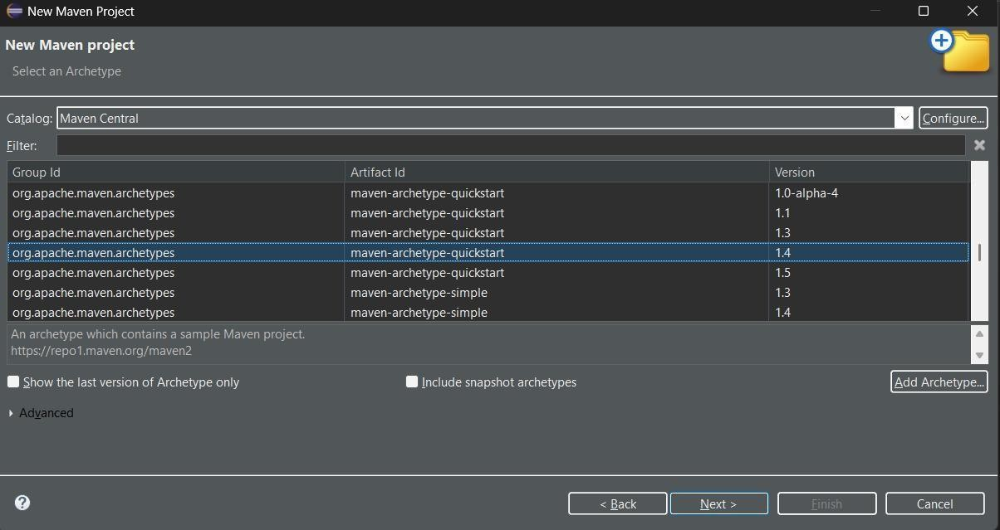 New Maven Project
New Maven project
Select an Archetype
Catalog: Maven Central Configure...
Filter:
Group Id Artifact Id Version
org.apache.maven.archetypes maven-archetype-quickstart 1.0-alpha-4
org.apache.maven.archetypes maven-archetype-quickstart 1.1
org.apache.maven.archetypes maven-archetype-quickstart 1.3
org.apache.maven.archetypes maven-archetype-quickstart 1.4
org.apache.maven.archetypes maven-archetype-quickstart 1.5
org.apache.maven.archetypes maven-archetype-simple 1.3
org.apache.maven.archetypes maven-archetype-simple 1.4
An archetype which contains a sample Maven project.
https://repo1.maven.org/maven2
Show the last version of Archetype only Include snapshot archetypes Add Archetype...
Advanced
? < Back Next > Finish Cancel